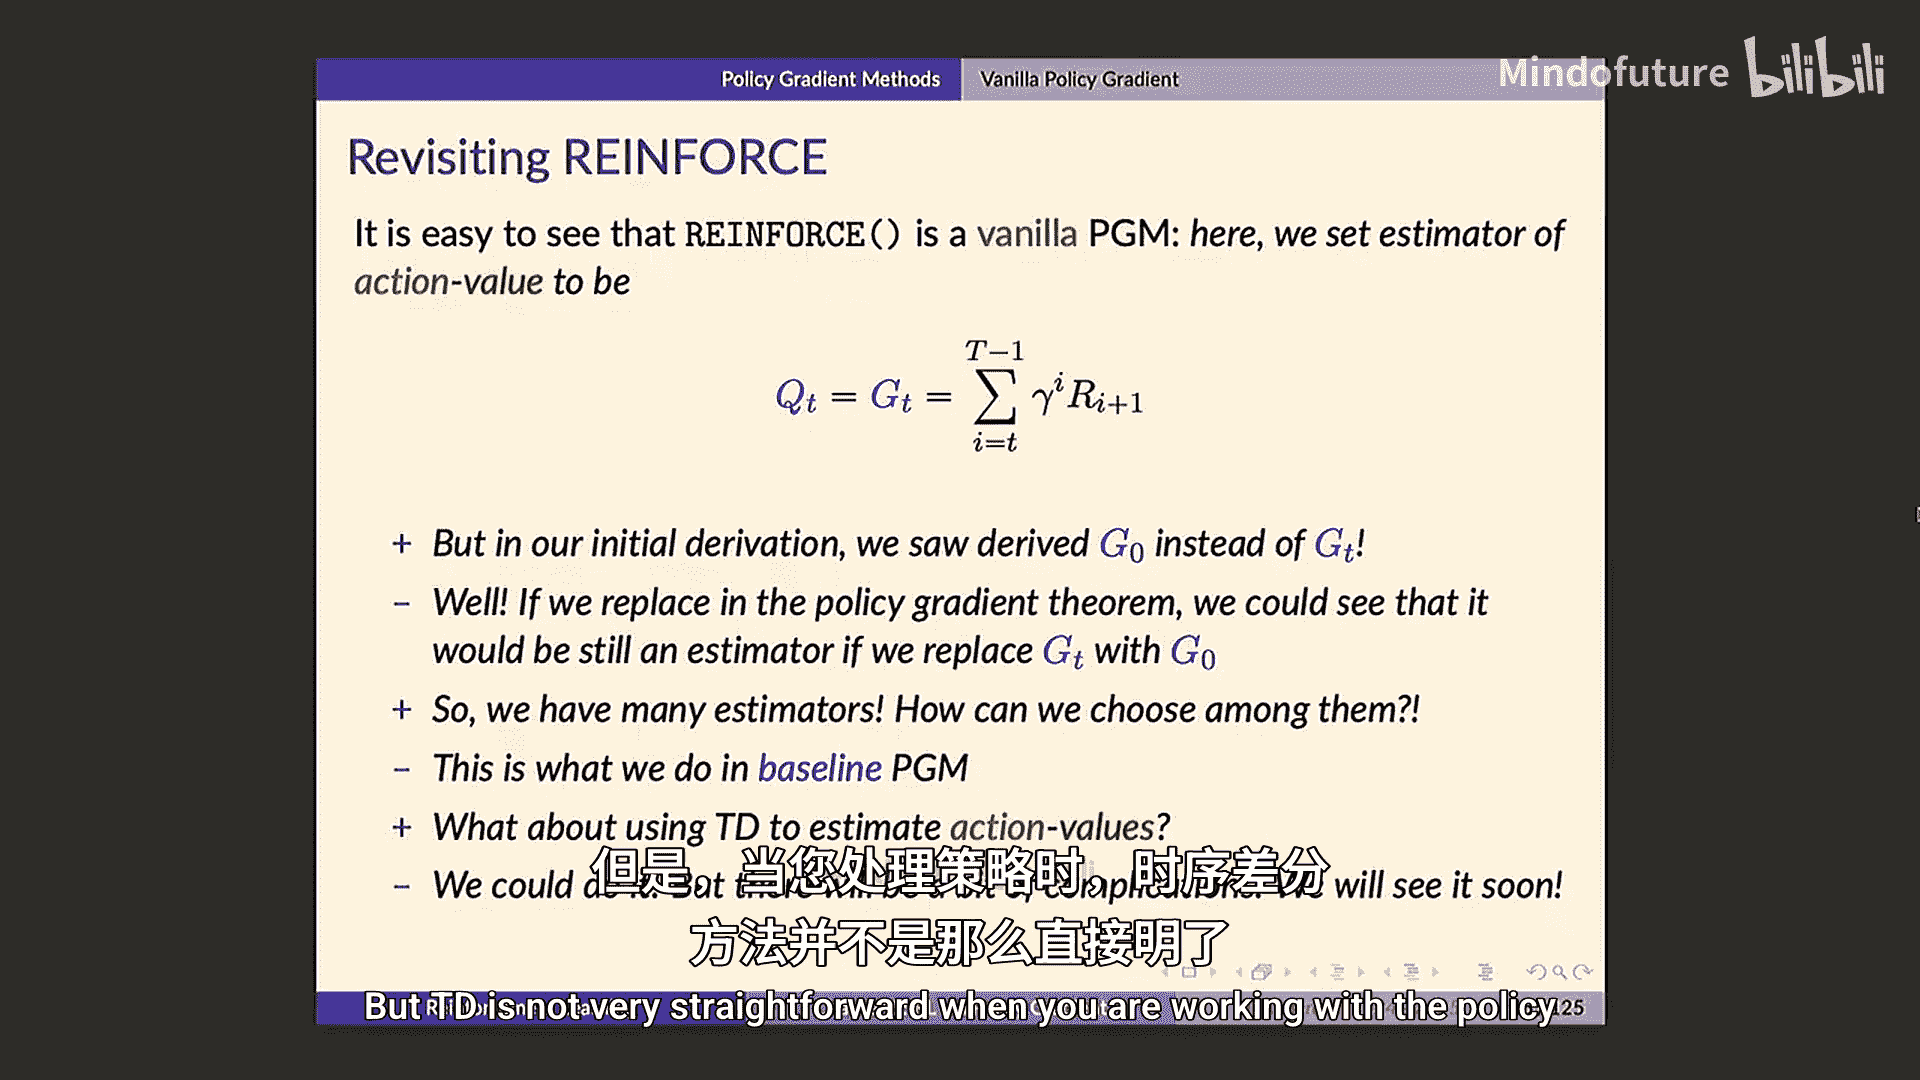 Policy Gradient Methods
Vanilla Policy Gradient
Mindofuture bilibili
Revisiting REINFORCE
It is easy to see that REINFORCE() is a vanilla PGM: here, we set estimator of
action-value to be
Q_t = G_t = \sum_{i=t}^{T-1} γ^i R_{i+1}
+ But in our initial derivation, we saw derived G_0 instead of G_t!
– Well! If we replace in the policy gradient theorem, we could see that it
would be still an estimator if we replace G_t with G_0
+ So, we have many estimators! How can we choose among them?!
– This is what we do in baseline PGM
+ What about using TD to estimate action-values?
– We could will see it soon!
但是，当您处理策略时，时序差分
方法并不是那么直接明了
But TD is not very straightforward when you are working with the policy
125